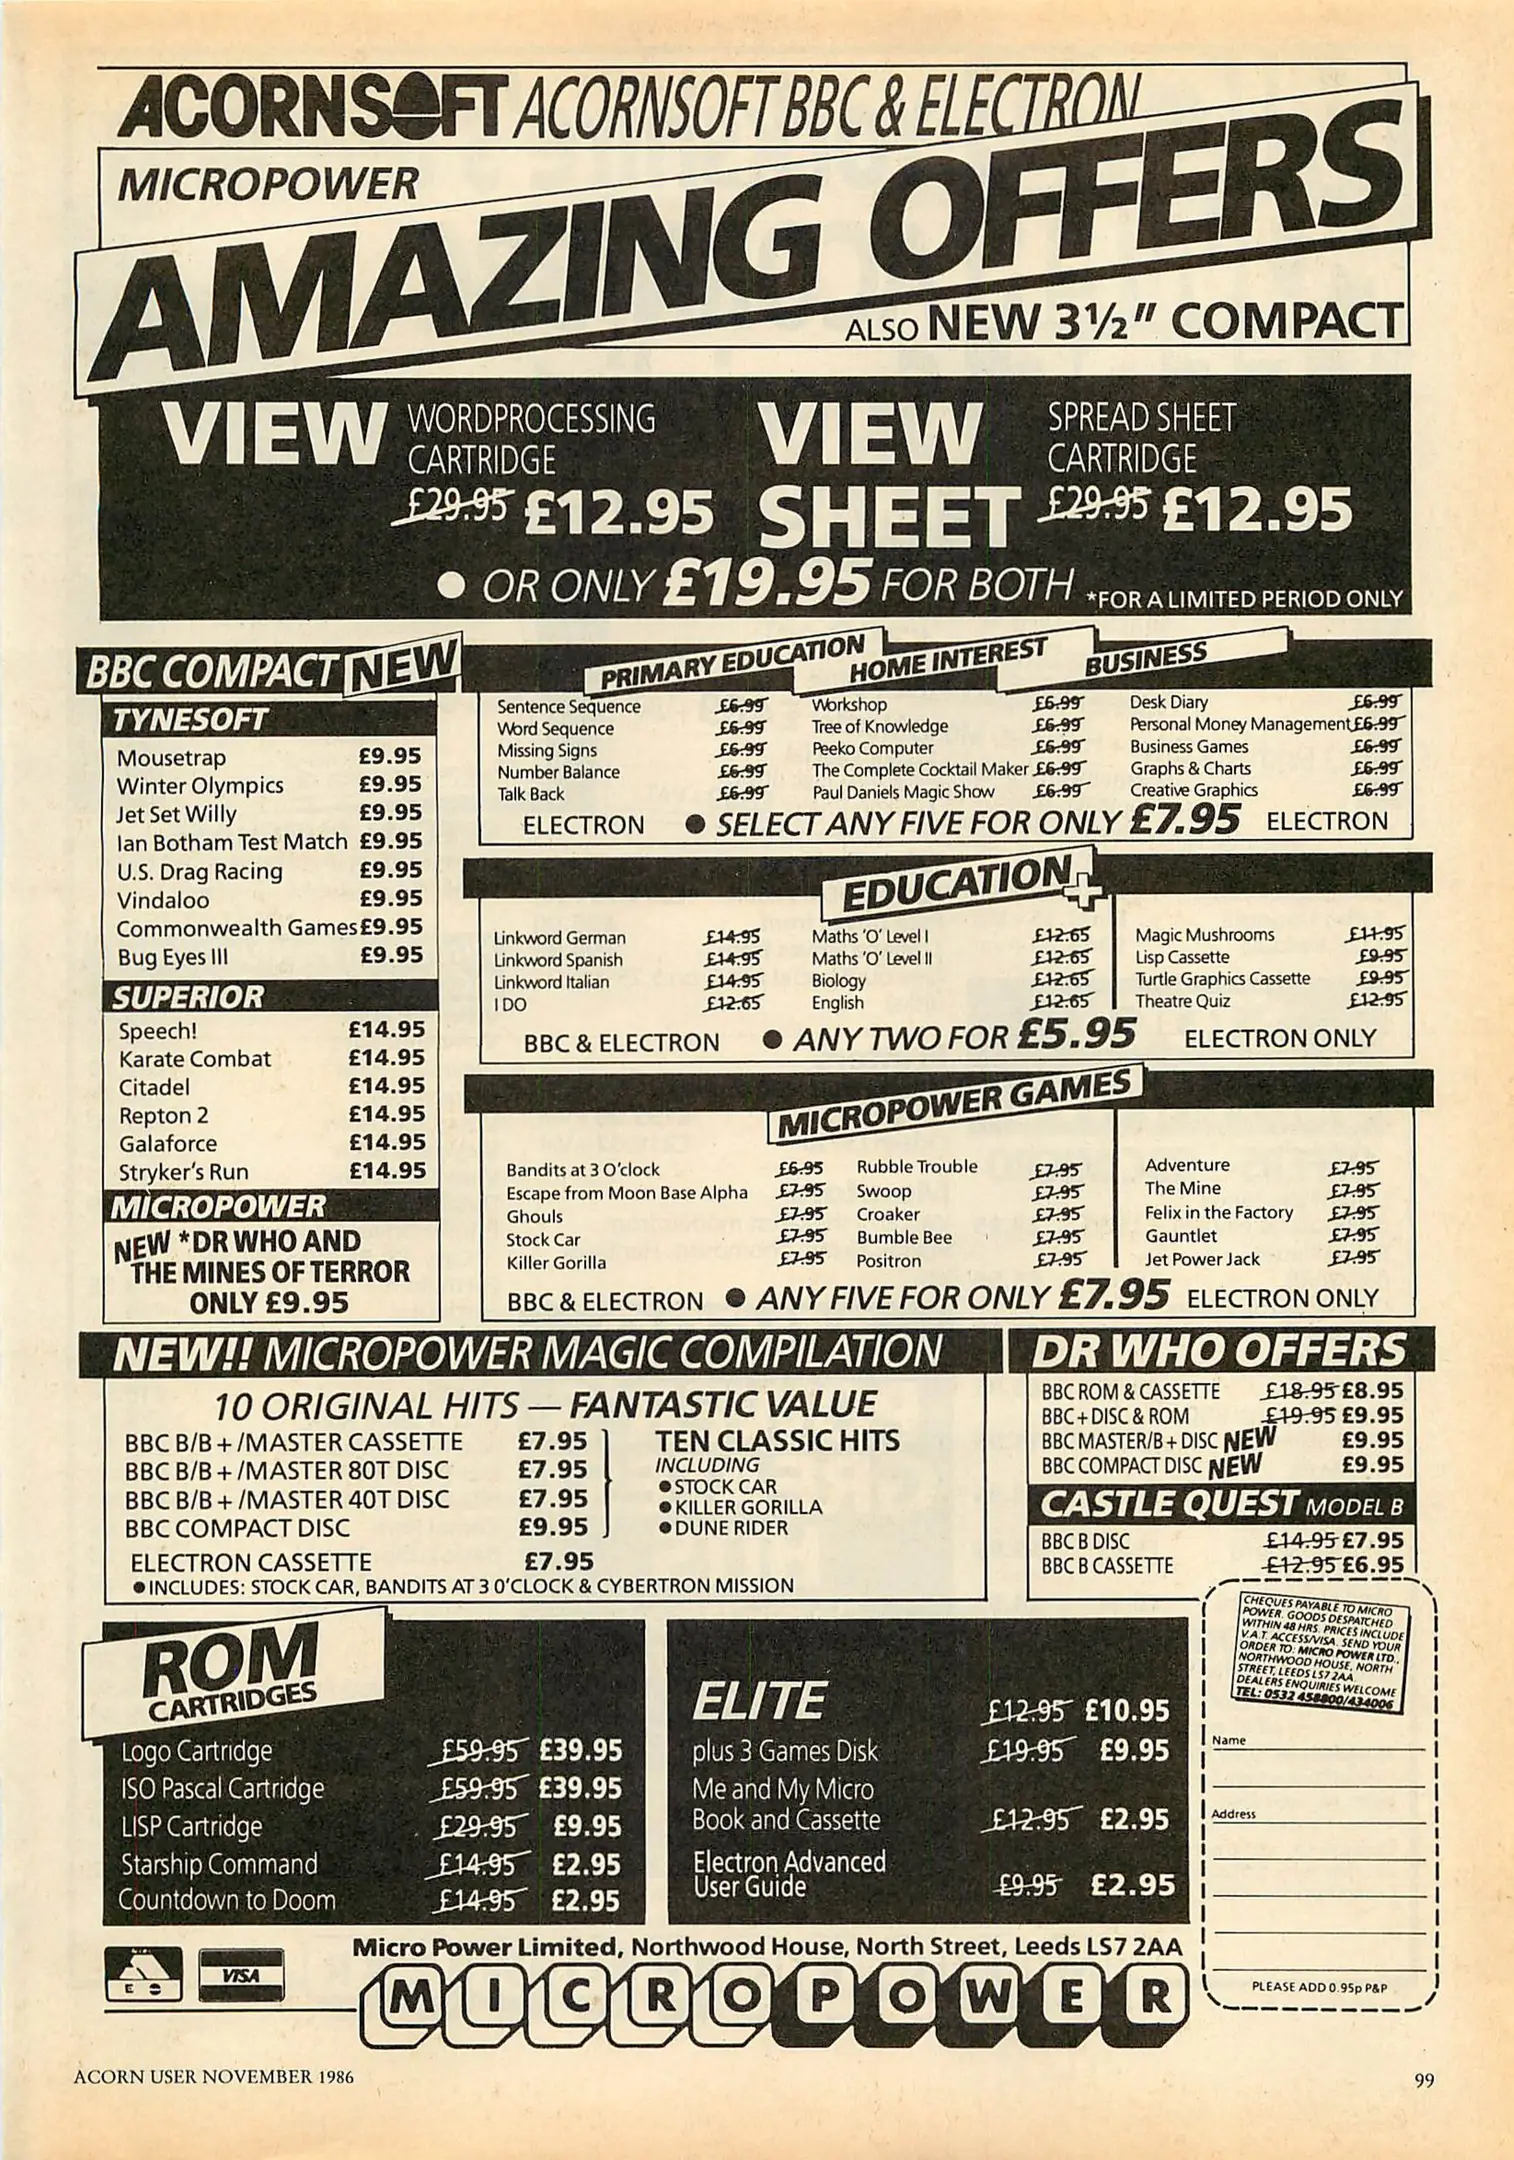 ACORNSOFT ACORNSOFT BBC & ELECTRON
MICROPOWER
AMAZING OFFERS
ALSO NEW 3½" COMPACT
VIEW WORDPROCESSING CARTRIDGE
£29.95 £12.95
VIEW SHEET SPREAD SHEET CARTRIDGE
£29.95 £12.95
● OR ONLY £19.95 FOR BOTH *FOR A LIMITED PERIOD ONLY
BBC COMPACT NEW
TYNESOFT
Mousetrap £9.95
Winter Olympics £9.95
Jet Set Willy £9.95
Ian Botham Test Match £9.95
U.S. Drag Racing £9.95
Vindaloo £9.95
Commonwealth Games £9.95
Bug Eyes III £9.95
SUPERIOR
Speech! £14.95
Karate Combat £14.95
Citadel £14.95
Repton 2 £14.95
Galaforce £14.95
Stryker's Run £14.95
MICROPOWER
NEW *DR WHO AND
THE MINES OF TERROR
ONLY £9.95
PRIMARY EDUCATION HOME INTEREST BUSINESS
Sentence Sequence £6.99 Workshop £6.99 Desk Diary £6.99
Word Sequence £6.99 Tree of Knowledge £6.99 Personal Money Management £6.99
Missing Signs £6.99 Peeko Computer £6.99 Business Games £6.99
Number Balance £6.99 The Complete Cocktail Maker £6.99 Graphs & Charts £6.99
Talk Back £6.99 Paul Daniels Magic Show £6.99 Creative Graphics £6.99
ELECTRON ● SELECT ANY FIVE FOR ONLY £7.95 ELECTRON
EDUCATION+
Linkword German £14.95 Maths 'O' Level I £12.65 Magic Mushrooms £11.95
Linkword Spanish £14.95 Maths 'O' Level II £12.65 Lisp Cassette £9.95
Linkword Italian £14.95 Biology £12.65 Turtle Graphics Cassette £9.95
I DO £12.65 English £12.65 Theatre Quiz £12.95
BBC & ELECTRON ● ANY TWO FOR £5.95 ELECTRON ONLY
MICROPOWER GAMES
Bandits at 3 O'clock £6.95 Rubble Trouble £7.95 Adventure £7.95
Escape from Moon Base Alpha £7.95 Swoop £7.95 The Mine £7.95
Ghouls £7.95 Croaker £7.95 Felix in the Factory £7.95
Stock Car £7.95 Bumble Bee £7.95 Gauntlet £7.95
Killer Gorilla £7.95 Positron £7.95 Jet Power Jack £7.95
BBC & ELECTRON ● ANY FIVE FOR ONLY £7.95 ELECTRON ONLY
NEW!! MICROPOWER MAGIC COMPILATION
10 ORIGINAL HITS — FANTASTIC VALUE
BBC B/B+/MASTER CASSETTE £7.95
BBC B/B+/MASTER 80T DISC £7.95
BBC B/B+/MASTER 40T DISC £7.95
BBC COMPACT DISC £9.95
TEN CLASSIC HITS
INCLUDING
● STOCK CAR
● KILLER GORILLA
● DUNE RIDER
ELECTRON CASSETTE £7.95
● INCLUDES: STOCK CAR, BANDITS AT 3 0'CLOCK & CYBERTRON MISSION
DR WHO OFFERS
BBC ROM & CASSETTE £18.95 £8.95
BBC+DISC & ROM £19.95 £9.95
BBC MASTER/B+DISC NEW £9.95
BBC COMPACT DISC NEW £9.95
CASTLE QUEST MODEL B
BBC B DISC £14.95 £7.95
BBC B CASSETTE £12.95 £6.95
ROM CARTRIDGES
Logo Cartridge £59.95 £39.95
ISO Pascal Cartridge £59.95 £39.95
LISP Cartridge £29.95 £9.95
Starship Command £14.95 £2.95
Countdown to Doom £14.95 £2.95
ELITE £12.95 £10.95
plus 3 Games Disk £19.95 £9.95
Me and My Micro
Book and Cassette £12.95 £2.95
Electron Advanced
User Guide £9.95 £2.95
CHEQUES PAYABLE TO MICRO
POWER. GOODS DESPATCHED
WITHIN 48 HRS. PRICES INCLUDE
V.A.T. ACCESS/VISA. SEND YOUR
ORDER TO: MICRO POWER LTD.,
NORTHWOOD HOUSE, NORTH
STREET, LEEDS LS7 2AA
DEALERS ENQUIRIES WELCOME
TEL: 0532 458800/434006
Name
Address
PLEASE ADD 0.95p P&P
VISA
Micro Power Limited, Northwood House, North Street, Leeds LS7 2AA
MICROPOWER
ACORN USER NOVEMBER 1986
99